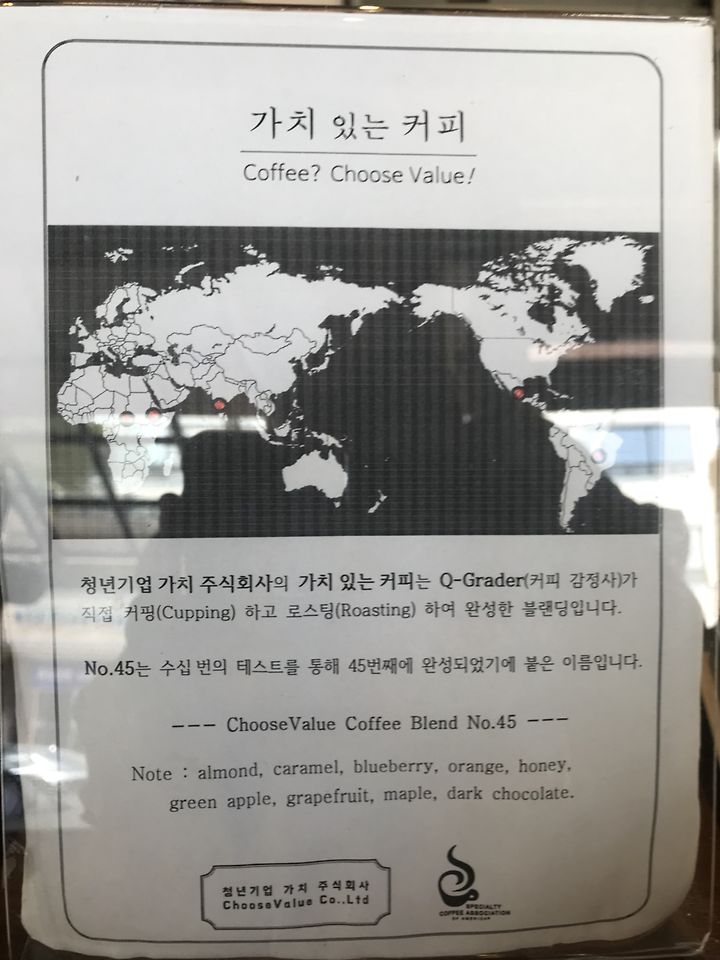 가치 있는 커피
Coffee? Choose Value!
청년기업 가치 주식회사의 가치 있는 커피는 Q-Grader(커피 감정사)가
직접 커핑(Cupping) 하고 로스팅(Roasting) 하여 완성한 블랜딩입니다.
No.45는 수십 번의 테스트를 통해 45번째에 완성되었기에 붙은 이름입니다.
--- ChooseValue Coffee Blend No.45 ---
Note : almond, caramel, blueberry, orange, honey,
green apple, grapefruit, maple, dark chocolate.
청년기업 가치 주식회사
ChooseValue Co.,Ltd
SPECIALTY
COFFEE ASSOCIATION
OF AMERICAN